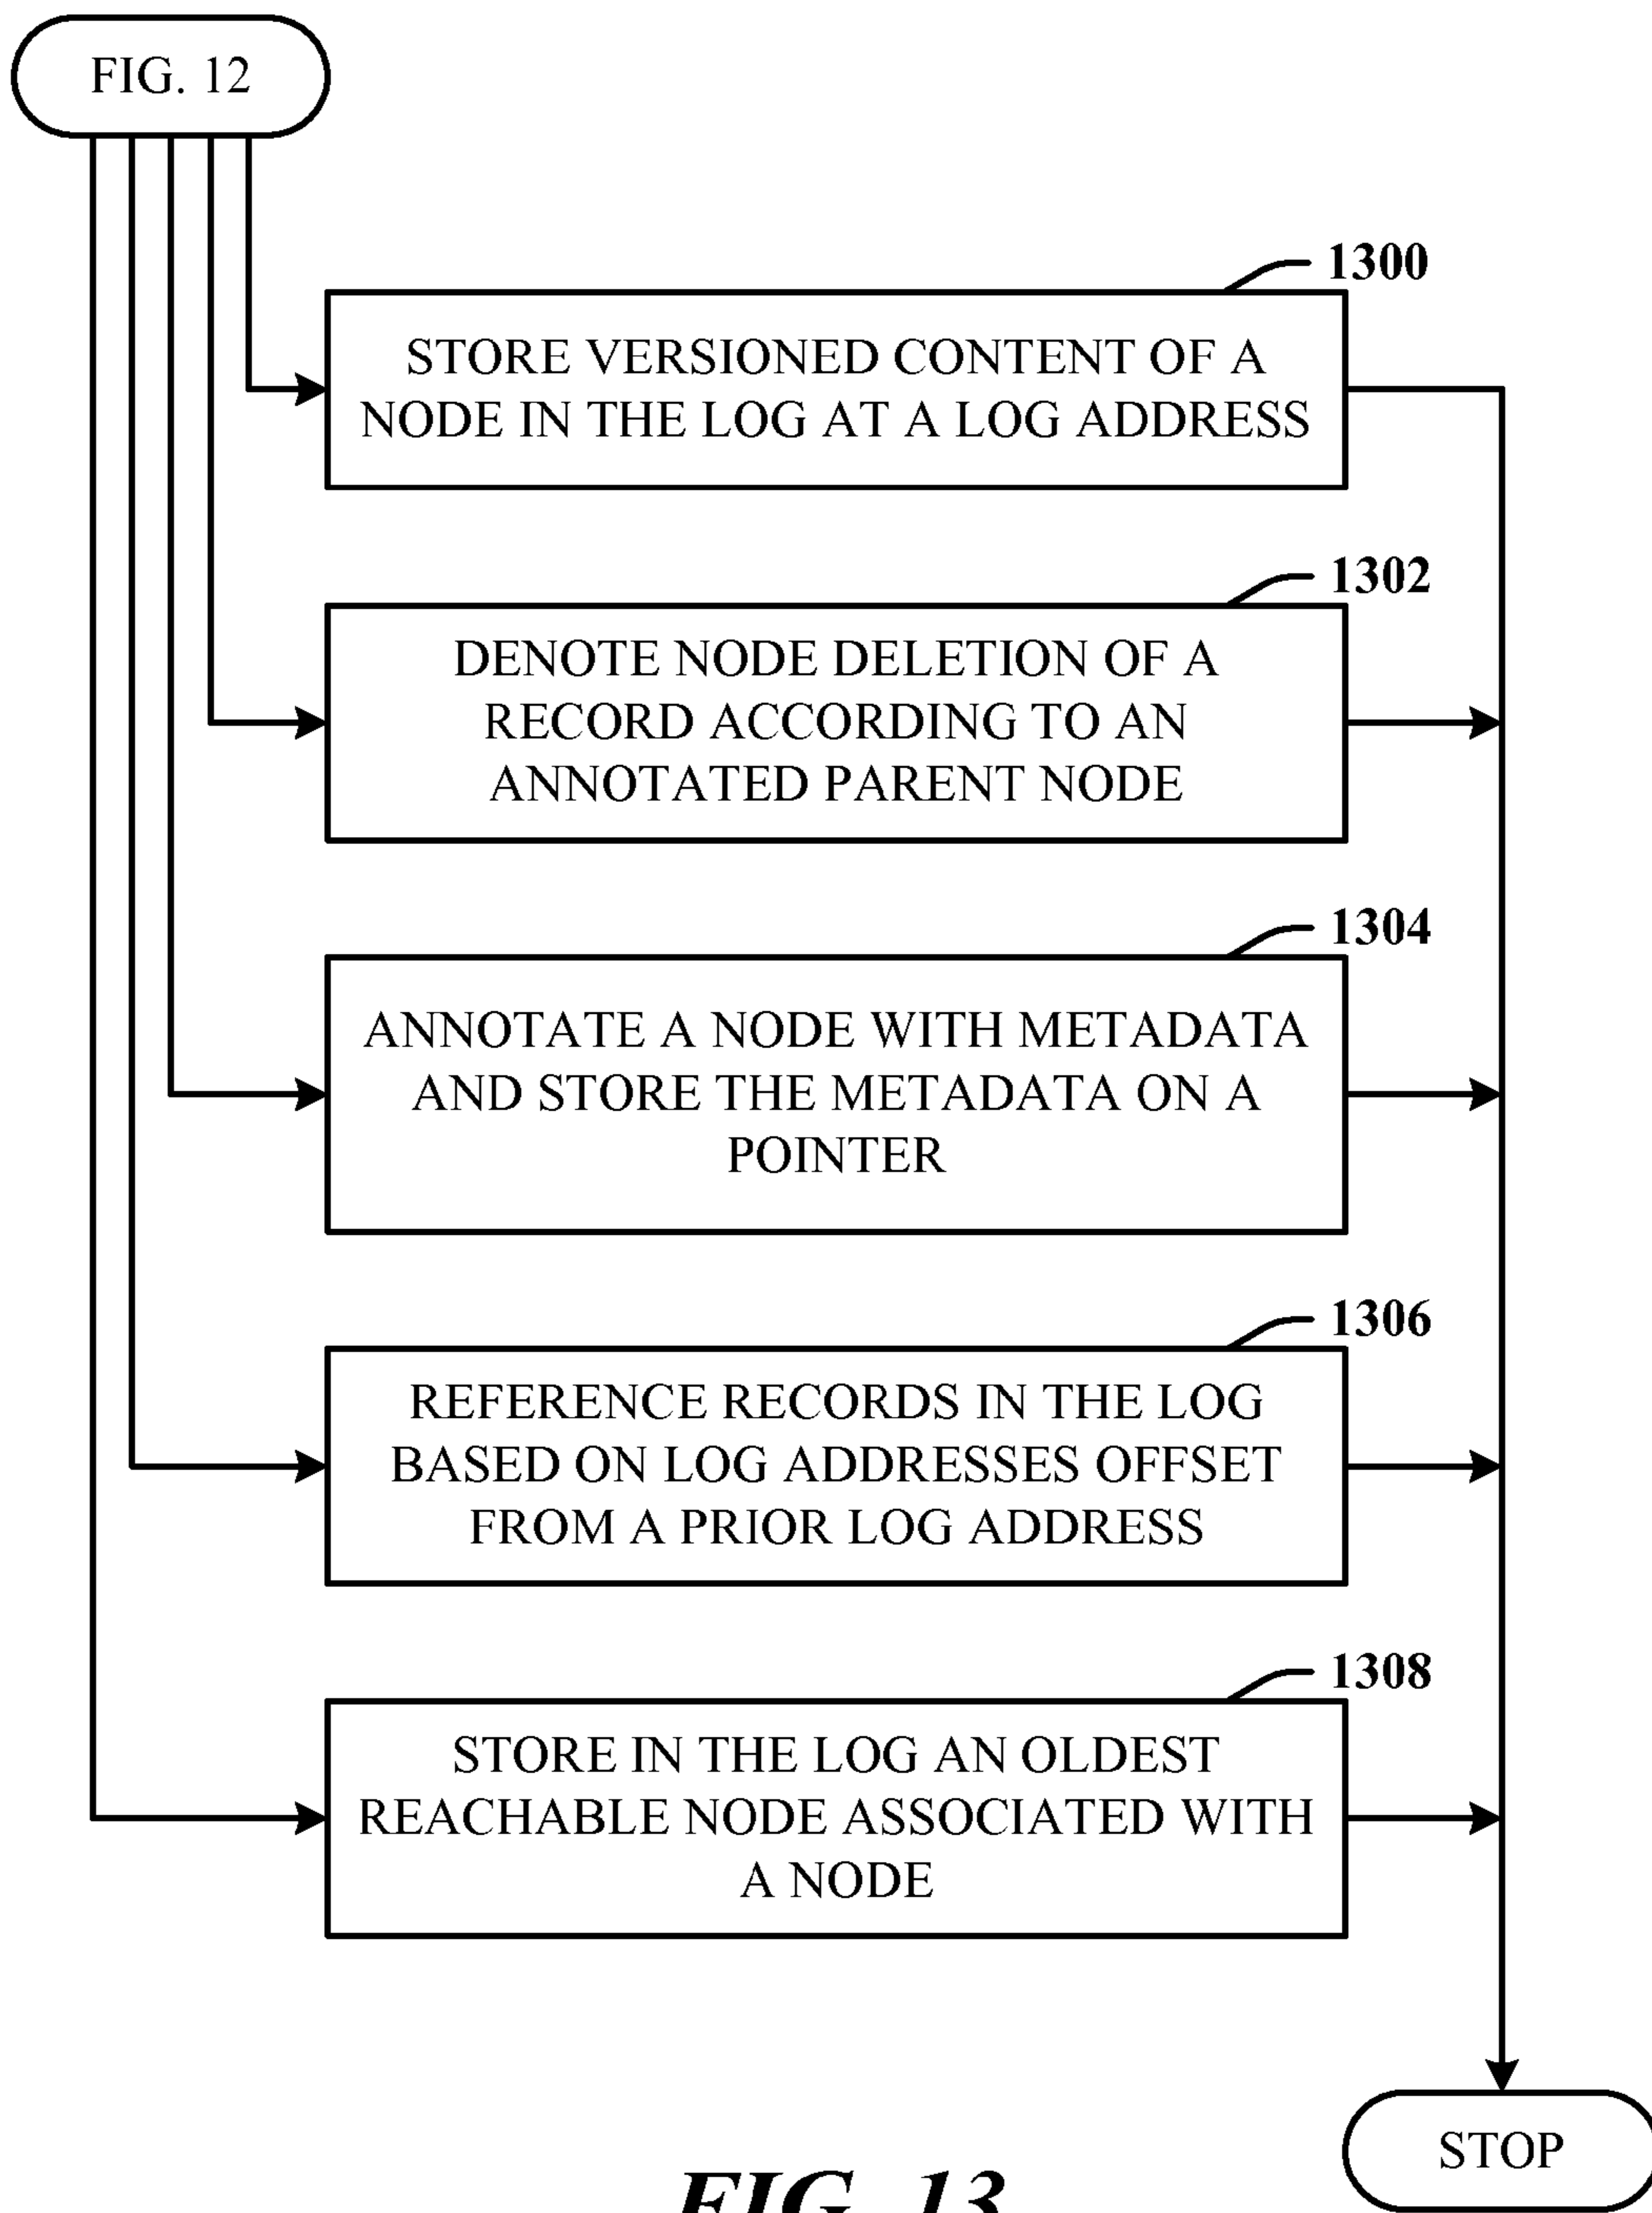 FIG. 12
1300
STORE VERSIONED CONTENT OF A
NODE IN THE LOG AT A LOG ADDRESS
1302
DENOTE NODE DELETION OF A
RECORD ACCORDING TO AN
ANNOTATED PARENT NODE
1304
ANNOTATE A NODE WITH METADATA
AND STORE THE METADATA ON A
POINTER
1306
REFERENCE RECORDS IN THE LOG
BASED ON LOG ADDRESSES OFFSET
FROM A PRIOR LOG ADDRESS
1308
STORE IN THE LOG AN OLDEST
REACHABLE NODE ASSOCIATED WITH
A NODE
STOP
FIG. 13